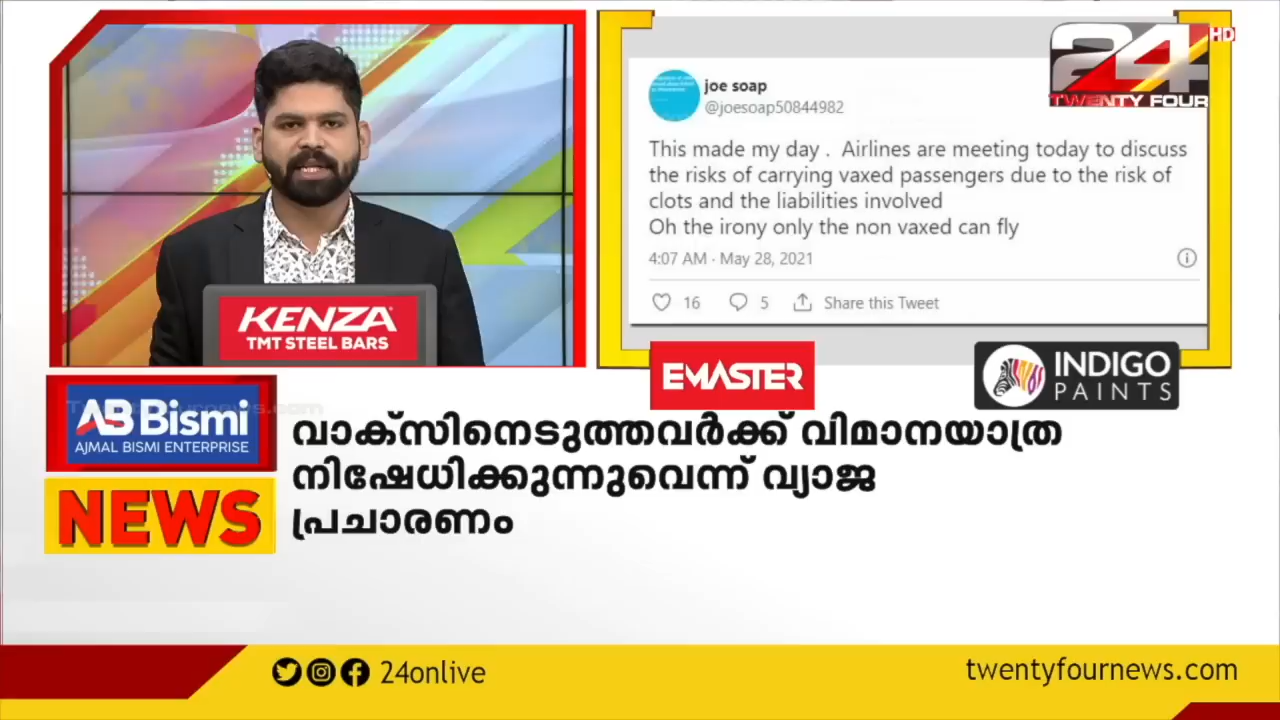 24
HD
TWENTY FOUR
joe soap
@joesoap50844982
This made my day . Airlines are meeting today to discuss
the risks of carrying vaxed passengers due to the risk of
clots and the liabilities involved
Oh the irony only the non vaxed can fly
4:07 AM · May 28, 2021
16 5 Share this Tweet
KENZA
TMT STEEL BARS
EMASTER
INDIGO
PAINTS
AB Bismi
AJMAL BISMI ENTERPRISE
NEWS
വാക്സിനെടുത്തവർക്ക് വിമാനയാത്ര
നിഷേധിക്കുന്നുവെന്ന് വ്യാജ
പ്രചാരണം
24onlive
twentyfournews.com